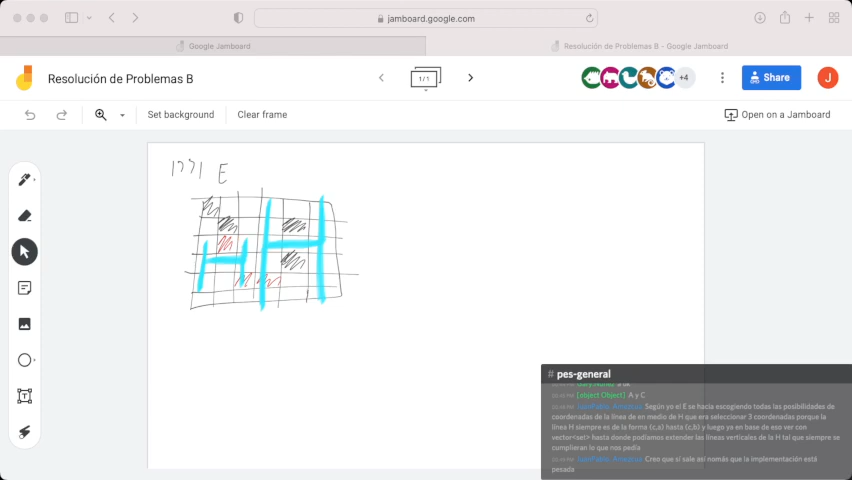 jamboard.google.com
Google Jamboard
Resolución de Problemas B - Google Jamboard
Resolución de Problemas B
1/1
+4
Share
J
Set background
Clear frame
Open on a Jamboard
E
# pes-general
[object Object] A y C
Según yo el E se hacía escogiendo todas las posibilidades de
coordenadas de la línea de en medio de H que era seleccionar 3 coordenadas porque la
línea H siempre es de la forma (c,a) hasta (c,b) y luego ya en base de eso ver con
vector<set> hasta donde podíamos extender las líneas verticales de la H tal que siempre se
cumplieran lo que nos pedía
Creo que sí sale así nomás que la implementación está
pesada